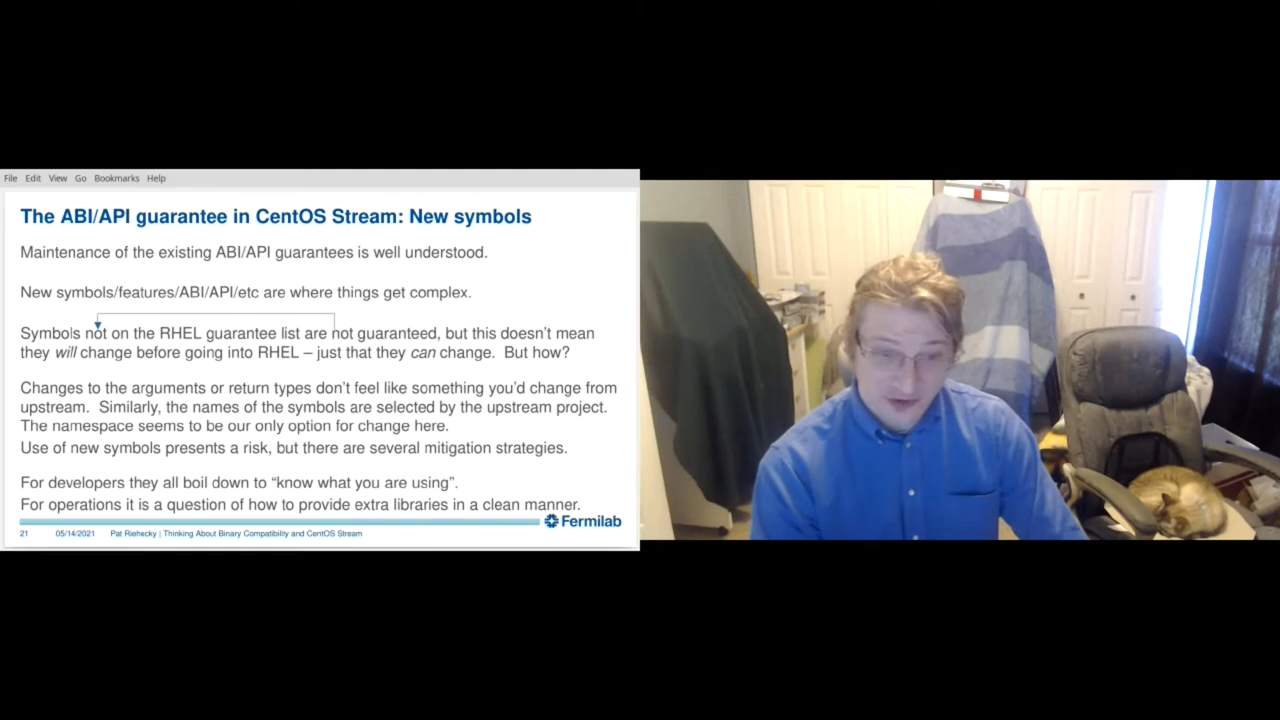 File Edit View Go Bookmarks Help
The ABI/API guarantee in CentOS Stream: New symbols
Maintenance of the existing ABI/API guarantees is well understood.
New symbols/features/ABI/API/etc are where things get complex.
Symbols not on the RHEL guarantee list are not guaranteed, but this doesn't mean
they will change before going into RHEL – just that they can change.  But how?
Changes to the arguments or return types don't feel like something you'd change from
upstream.  Similarly, the names of the symbols are selected by the upstream project.
The namespace seems to be our only option for change here.
Use of new symbols presents a risk, but there are several mitigation strategies.
For developers they all boil down to “know what you are using”.
For operations it is a question of how to provide extra libraries in a clean manner.
Fermilab
21 05/14/2021 Pat Riehecky | Thinking About Binary Compatibility and CentOS Stream